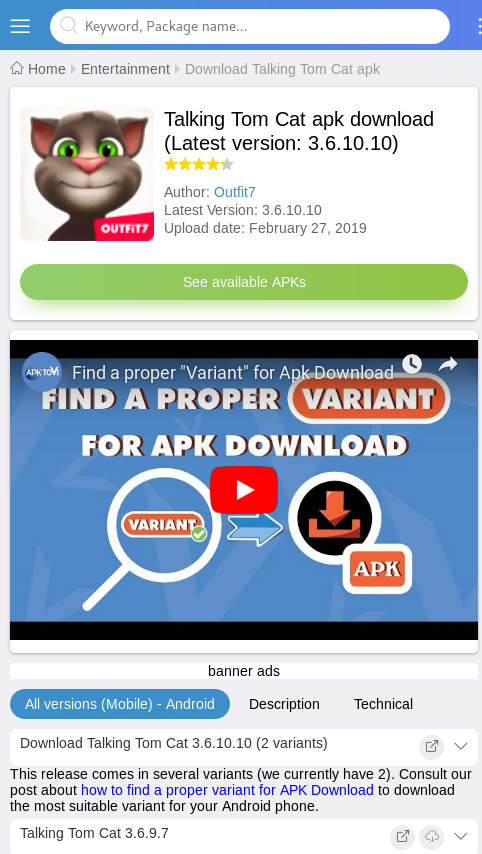 Keyword, Package name...
Home Entertainment Download Talking Tom Cat apk
Talking Tom Cat apk download
(Latest version: 3.6.10.10)
Author: Outfit7
Latest Version: 3.6.10.10
Upload date: February 27, 2019
OUTFIT7
See available APKs
Find a proper "Variant" for Apk Download
FIND A PROPER VARIANT
FOR APK DOWNLOAD
VARIANT
APK
banner ads
All versions (Mobile) - Android Description Technical
Download Talking Tom Cat 3.6.10.10 (2 variants)
This release comes in several variants (we currently have 2). Consult our
post about how to find a proper variant for APK Download to download
the most suitable variant for your Android phone.
Talking Tom Cat 3.6.9.7